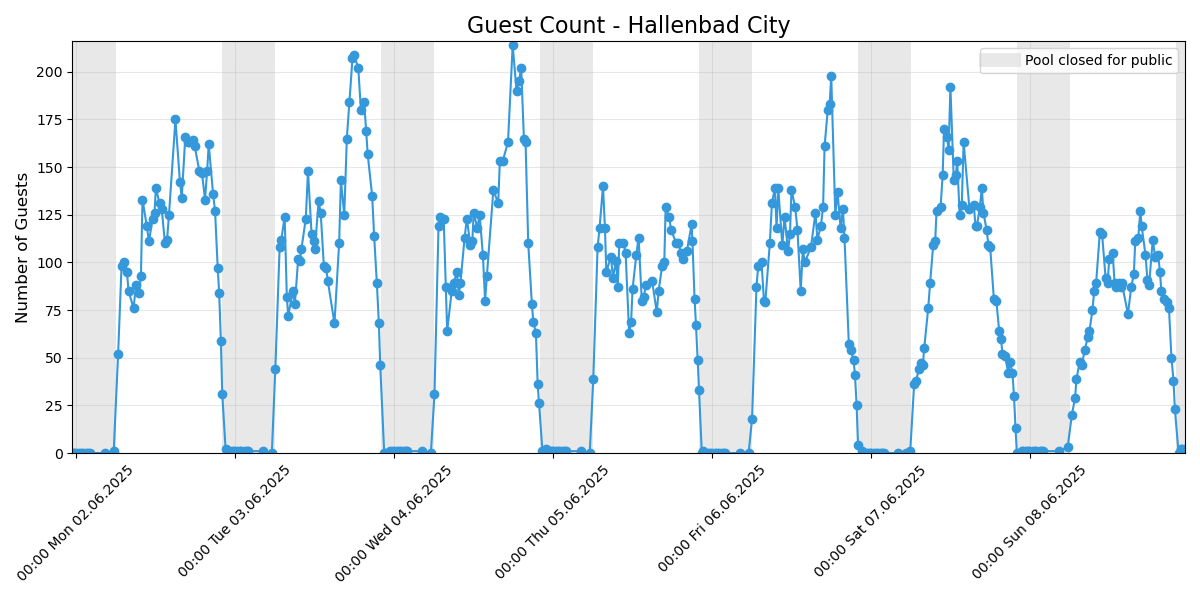 Guest Count - Hallenbad City
Pool closed for public
Number of Guests
200
175
150
125
100
75
50
25
0
00:00 Mon 02.06.2025
00:00 Tue 03.06.2025
00:00 Wed 04.06.2025
00:00 Thu 05.06.2025
00:00 Fri 06.06.2025
00:00 Sat 07.06.2025
00:00 Sun 08.06.2025